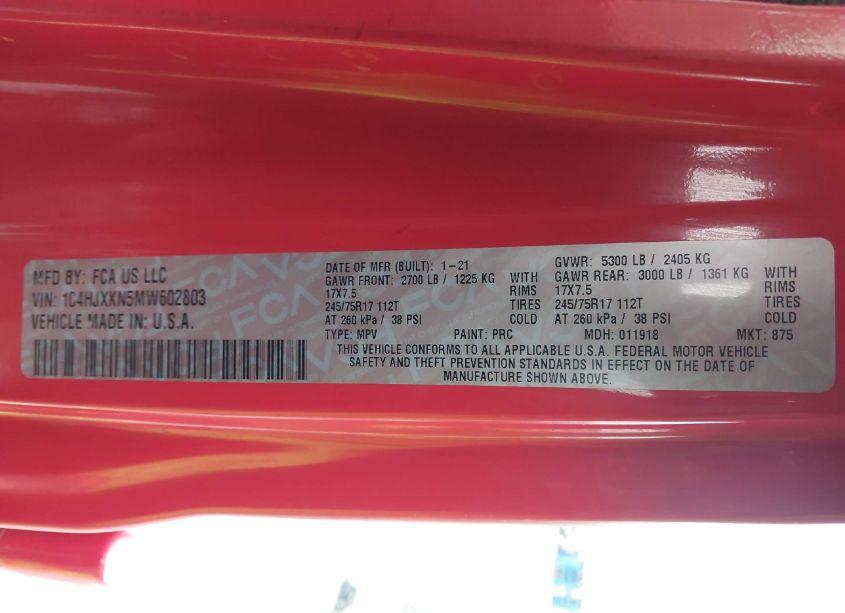 MFD BY: FCA US LLC
VIN: 1C4HJXKN5MW602803
VEHICLE MADE IN: U.S.A.
DATE OF MFR (BUILT): 1-21
GAWR FRONT: 2700 LB / 1225 KG WITH
17X7.5 RIMS
245/75R17 112T TIRES
AT 260 kPa / 38 PSI COLD
GVWR: 5300 LB / 2405 KG
GAWR REAR: 3000 LB / 1361 KG WITH
17X7.5 RIMS
245/75R17 112T TIRES
AT 260 kPa / 38 PSI COLD
TYPE: MPV PAINT: PRC MDH: 011918 MKT: 875
THIS VEHICLE CONFORMS TO ALL APPLICABLE U.S.A. FEDERAL MOTOR VEHICLE
SAFETY AND THEFT PREVENTION STANDARDS IN EFFECT ON THE DATE OF
MANUFACTURE SHOWN ABOVE.